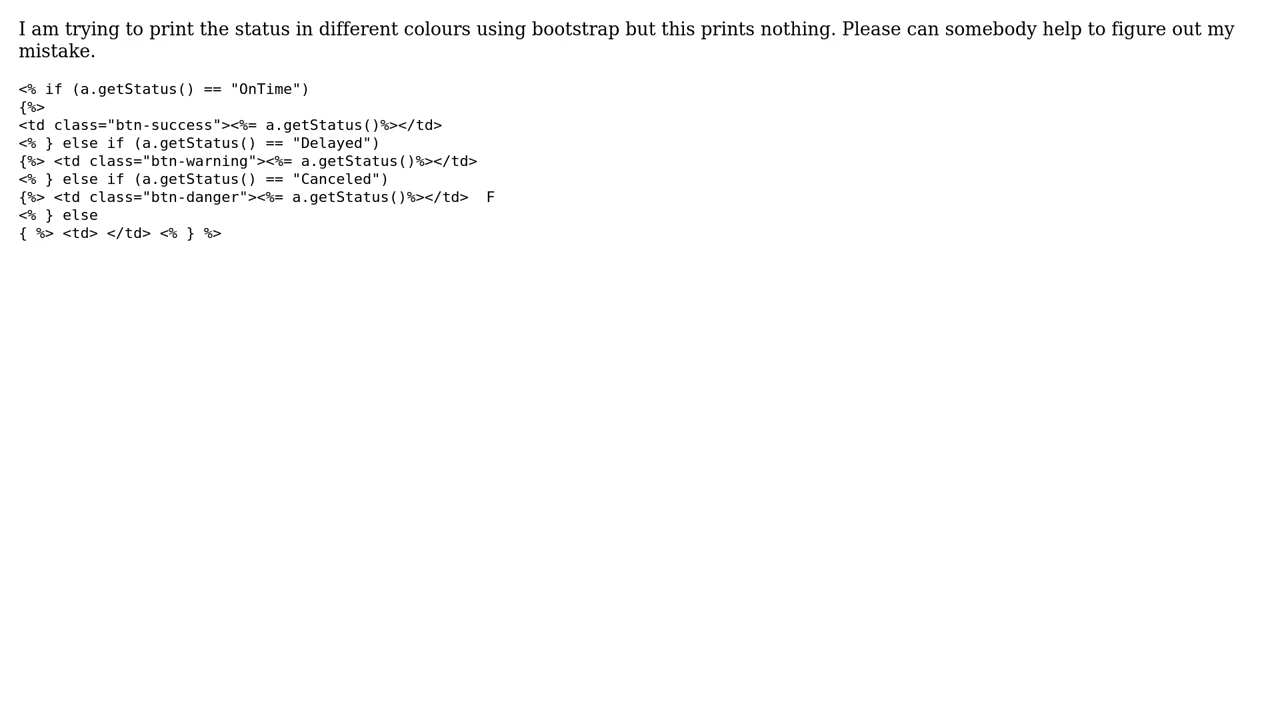 I am trying to print the status in different colours using bootstrap but this prints nothing. Please can somebody help to figure out my
mistake.
<% if (a.getStatus() == "OnTime")
{%>
<td class="btn-success"><%= a.getStatus()%></td>
<% } else if (a.getStatus() == "Delayed")
{%> <td class="btn-warning"><%= a.getStatus()%></td>
<% } else if (a.getStatus() == "Canceled")
{%> <td class="btn-danger"><%= a.getStatus()%></td>  F
<% } else
{ %> <td> </td> <% } %>